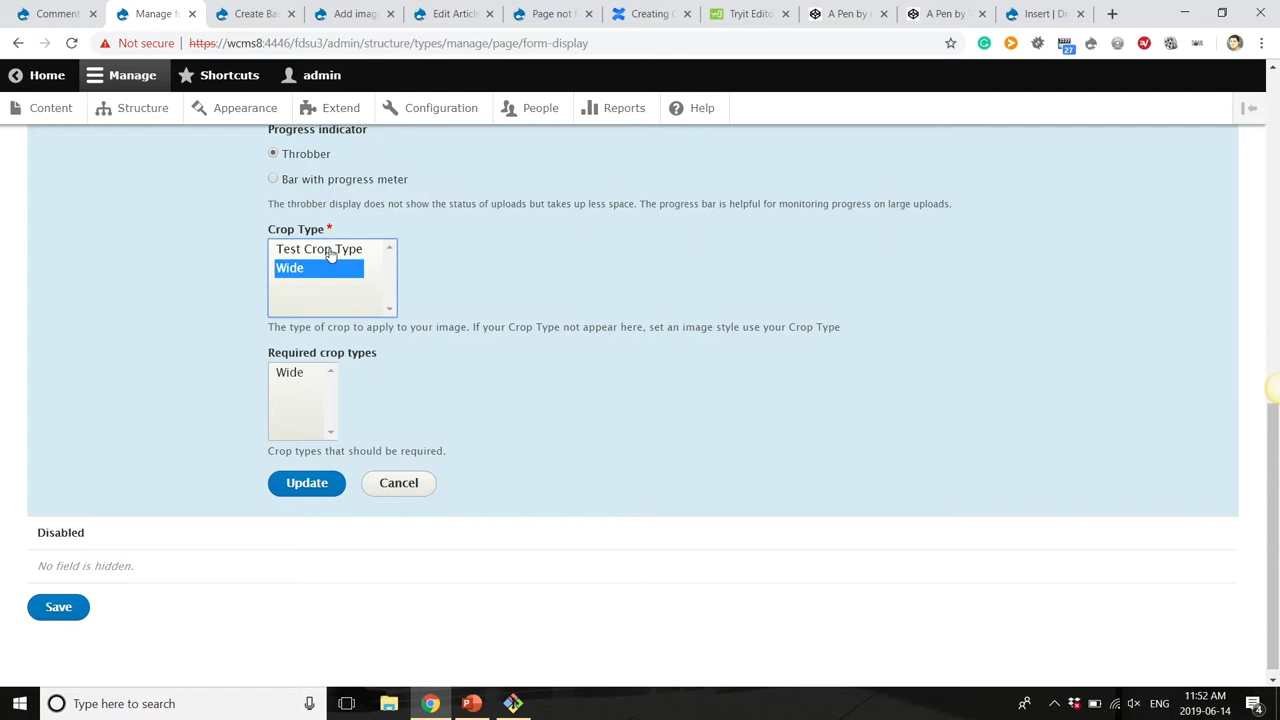 Comment
Manage f
Create Bas
Add imag
Edit Article
Page not f
Creating C
Tryit Edito
A Pen by
A Pen by
Insert | D
Not secure
https://wcms8:4446/fdsu3/admin/structure/types/manage/page/form-display
27
Home
Manage
Shortcuts
admin
Content
Structure
Appearance
Extend
Configuration
People
Reports
Help
Progress indicator
Throbber
Bar with progress meter
The throbber display does not show the status of uploads but takes up less space. The progress bar is helpful for monitoring progress on large uploads.
Crop Type *
Test Crop Type
Wide
The type of crop to apply to your image. If your Crop Type not appear here, set an image style use your Crop Type
Required crop types
Wide
Crop types that should be required.
Update
Cancel
Disabled
No field is hidden.
Save
Type here to search
ENG
11:52 AM
2019-06-14
4